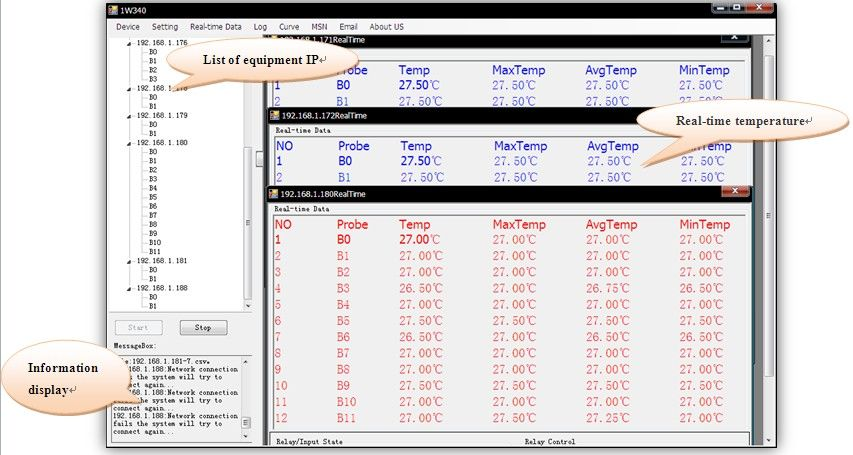 1W340
Device Setting Real-time Data Log Curve MSN Email About US
192.168.1.176
B0
B1
B2
B3
B0
B1
192.168.1.179
B0
B1
192.168.1.180
B0
B1
B2
B3
B4
B5
B6
B7
B8
B9
B10
B11
192.168.1.181
B0
B1
192.168.1.188
B0
B1
Start Stop
MessageBox:
192.168.1.181-7.csv.
.168.1.188:Network connection
the system will try to
connect again...
.168.1.188:Network connection
the system will try to
connect again...
192.168.1.188:Network connection
fails the system will try to
connect again...
List of equipment IP
Real-time temperature
Information
display
.1.171RealTime
Probe Temp MaxTemp AvgTemp MinTemp
1 B0 27.50℃ 27.50℃ 27.50℃ 27.50℃
2 B1 27.50℃ 27.50℃ 27.50℃ 27.50℃
192.168.1.172RealTime
Real-time Data
NO Probe Temp MaxTemp AvgTemp MinTemp
1 B0 27.50℃ 27.50℃ 27.50℃ 27.50℃
2 B1 27.50℃ 27.50℃ 27.50℃ 27.50℃
192.168.1.180RealTime
Real-time Data
NO Probe Temp MaxTemp AvgTemp MinTemp
1 B0 27.00℃ 27.00℃ 27.00℃ 27.00℃
2 B1 27.00℃ 27.00℃ 27.00℃ 27.00℃
3 B2 27.00℃ 27.00℃ 27.00℃ 27.00℃
4 B3 26.50℃ 27.00℃ 26.75℃ 26.50℃
5 B4 27.00℃ 27.00℃ 27.00℃ 27.00℃
6 B5 27.50℃ 27.50℃ 27.50℃ 27.50℃
7 B6 26.50℃ 27.00℃ 26.50℃ 26.50℃
8 B7 27.00℃ 27.00℃ 27.00℃ 27.00℃
9 B8 27.00℃ 27.00℃ 27.00℃ 27.00℃
10 B9 27.50℃ 27.50℃ 27.50℃ 27.50℃
11 B10 27.00℃ 27.00℃ 27.00℃ 27.00℃
12 B11 27.00℃ 27.50℃ 27.25℃ 27.00℃
Relay/Input State Relay Control